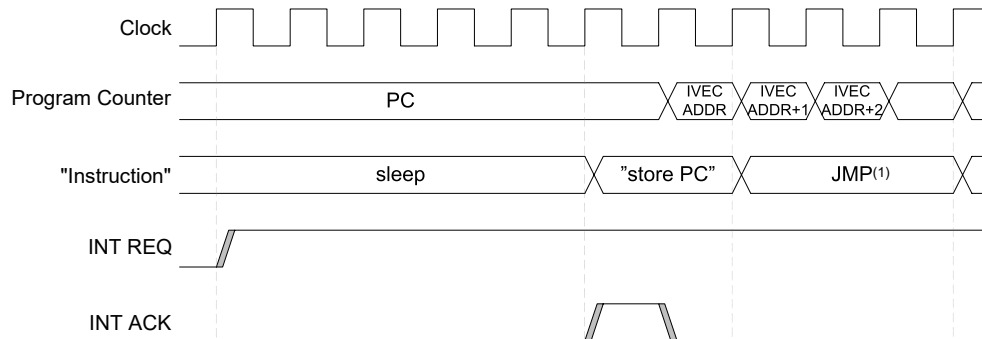 Clock
Program Counter
PC
IVEC
ADDR
IVEC
ADDR+1
IVEC
ADDR+2
"Instruction"
sleep
”store PC”
JMP(1)
INT REQ
INT ACK